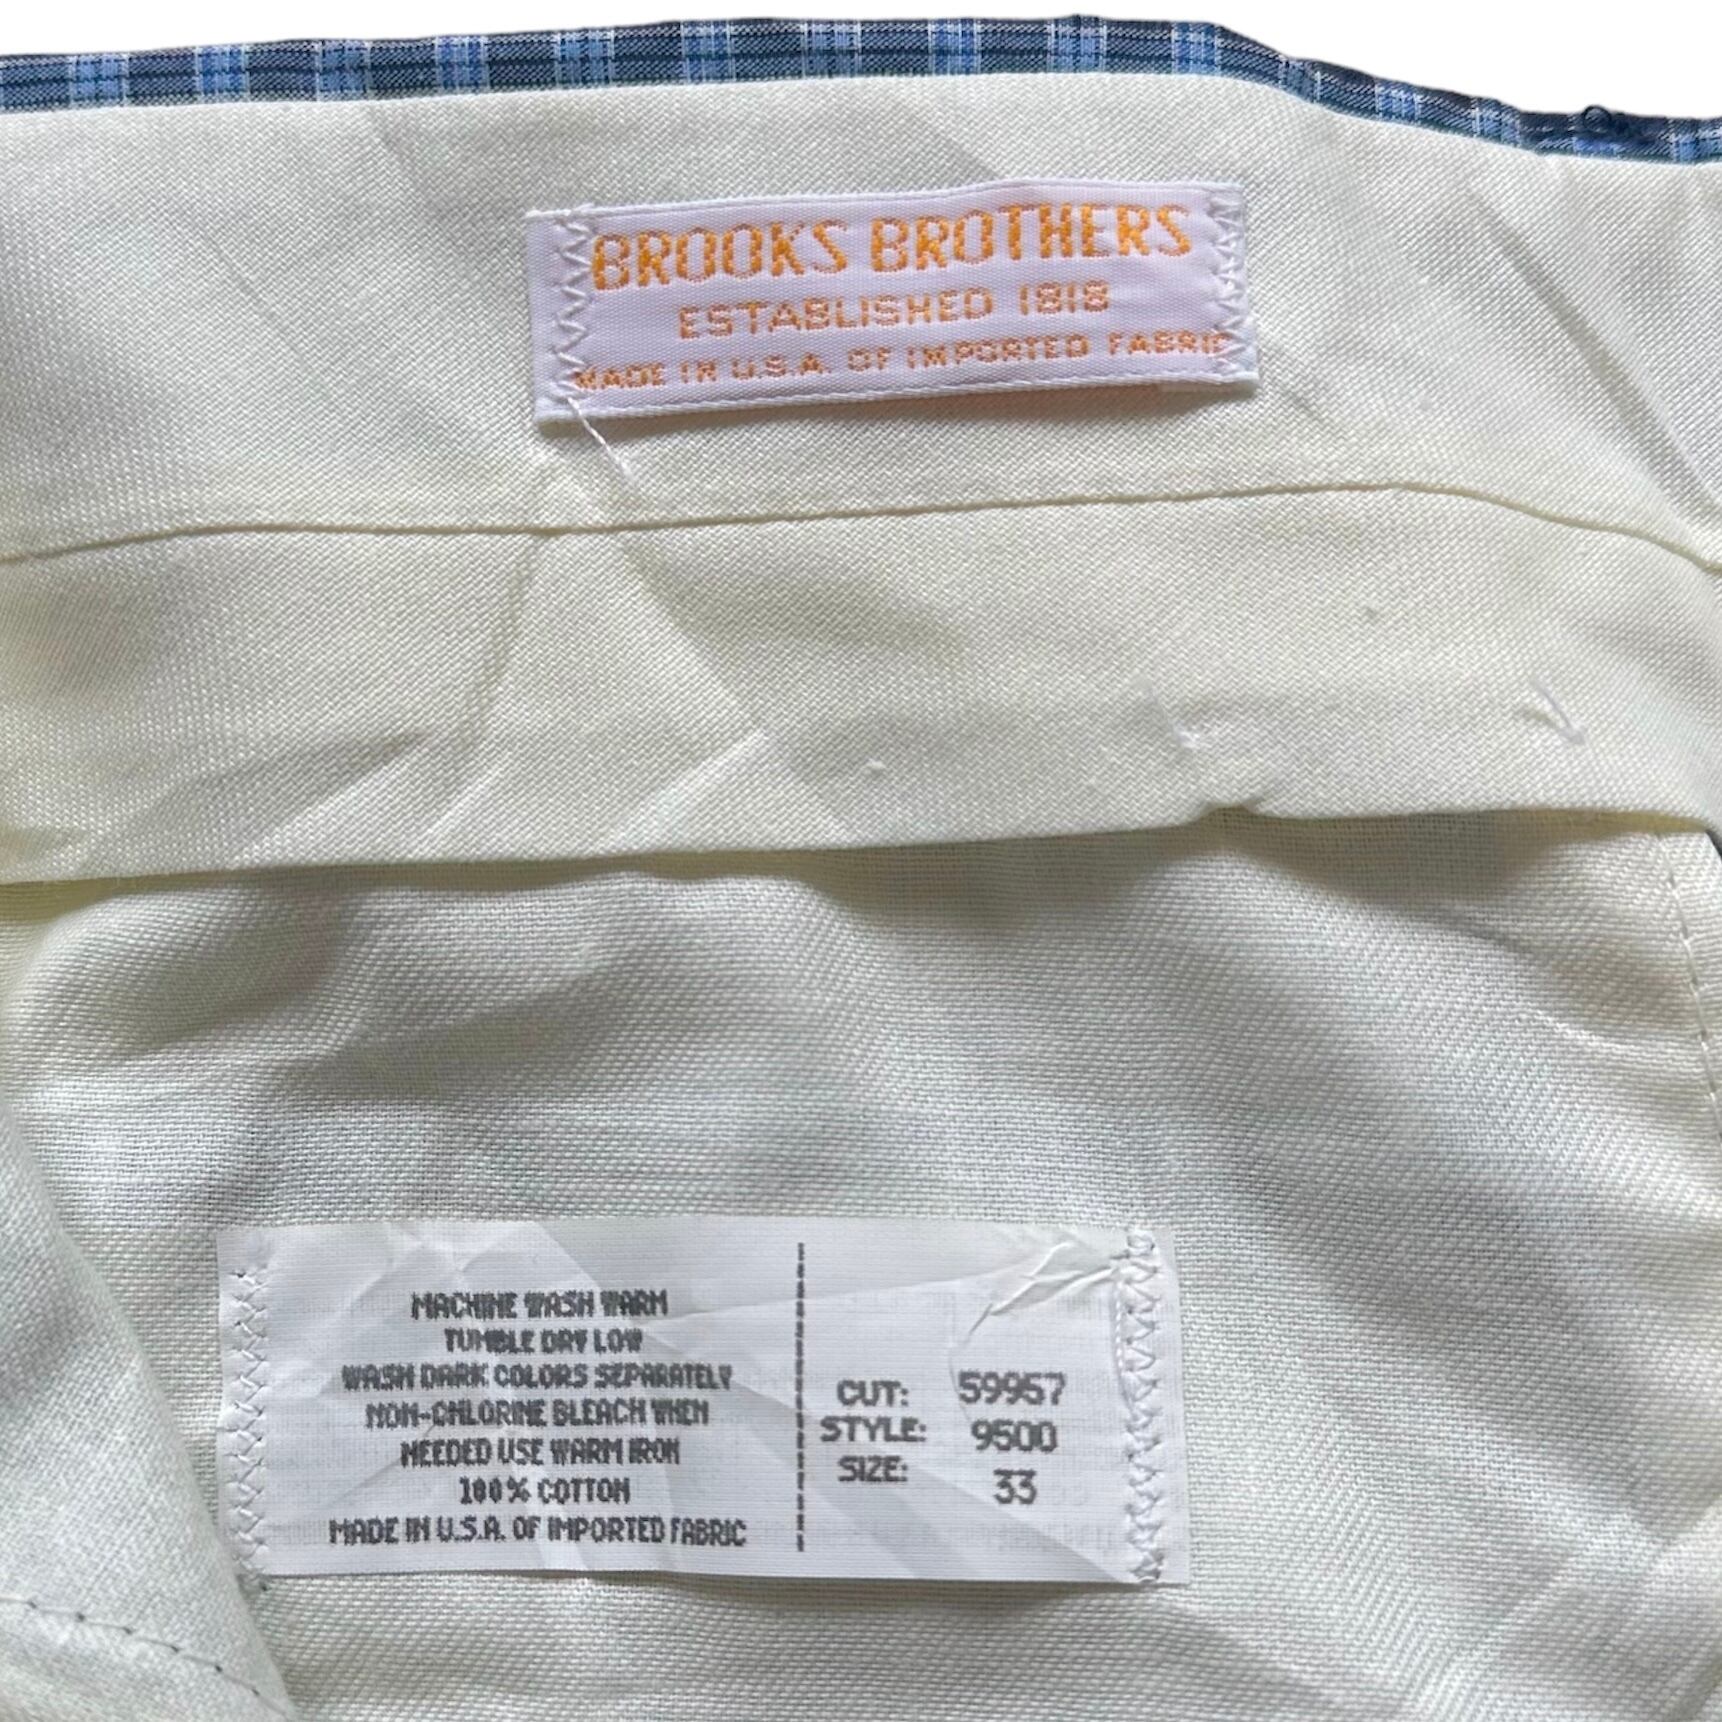 BROOKS BROTHERS
ESTABLISHED 1818
MADE IN U.S.A. OF IMPORTED FABRIC
MACHINE WASH WARM
TUMBLE DRY LOW
WASH DARK COLORS SEPARATELY
NON-CHLORINE BLEACH WHEN
NEEDED USE WARM IRON
100% COTTON
MADE IN U.S.A. OF IMPORTED FABRIC
CUT: 59957
STYLE: 9500
SIZE: 33